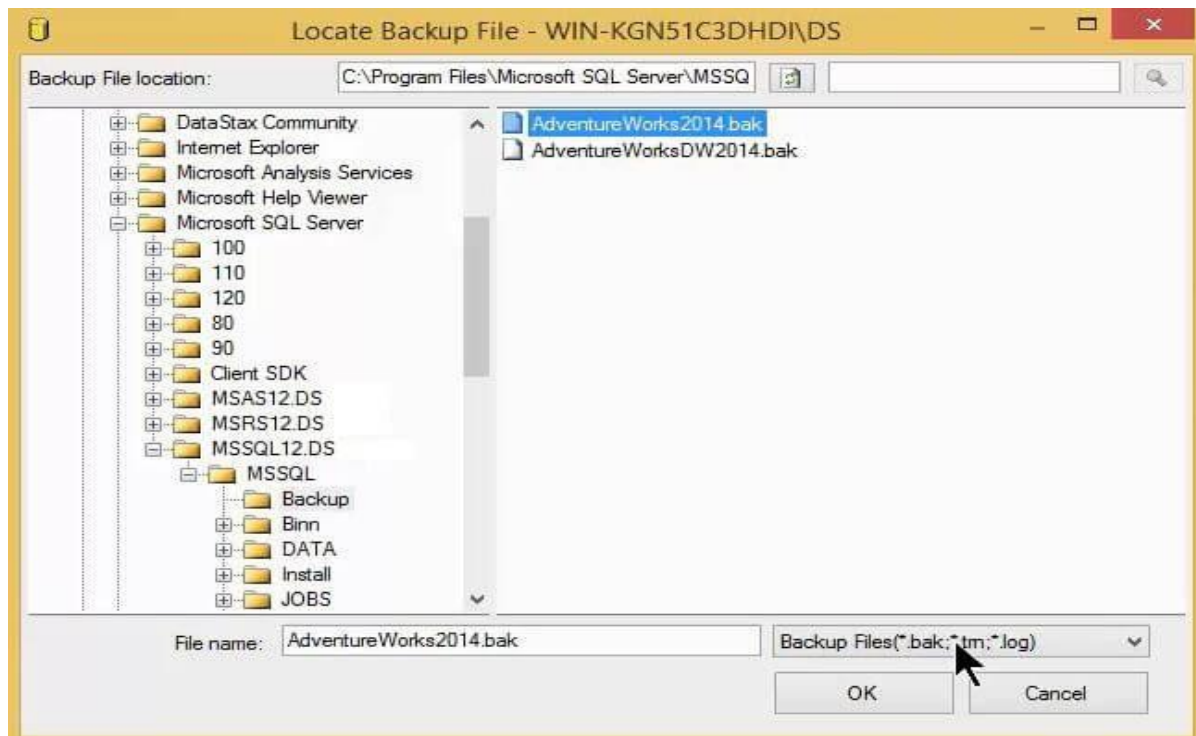 Locate Backup File - WIN-KGN51C3DHDI\DS
Backup File location:
C:\Program Files\Microsoft SQL Server\MSSQ
DataStax Community
Internet Explorer
Microsoft Analysis Services
Microsoft Help Viewer
Microsoft SQL Server
100
110
120
80
90
Client SDK
MSAS12.DS
MSRS12.DS
MSSQL12.DS
MSSQL
Backup
Binn
DATA
Install
JOBS
AdventureWorks2014.bak
AdventureWorksDW2014.bak
File name:
AdventureWorks2014.bak
Backup Files(*.bak;*.trn;*.log)
OK
Cancel